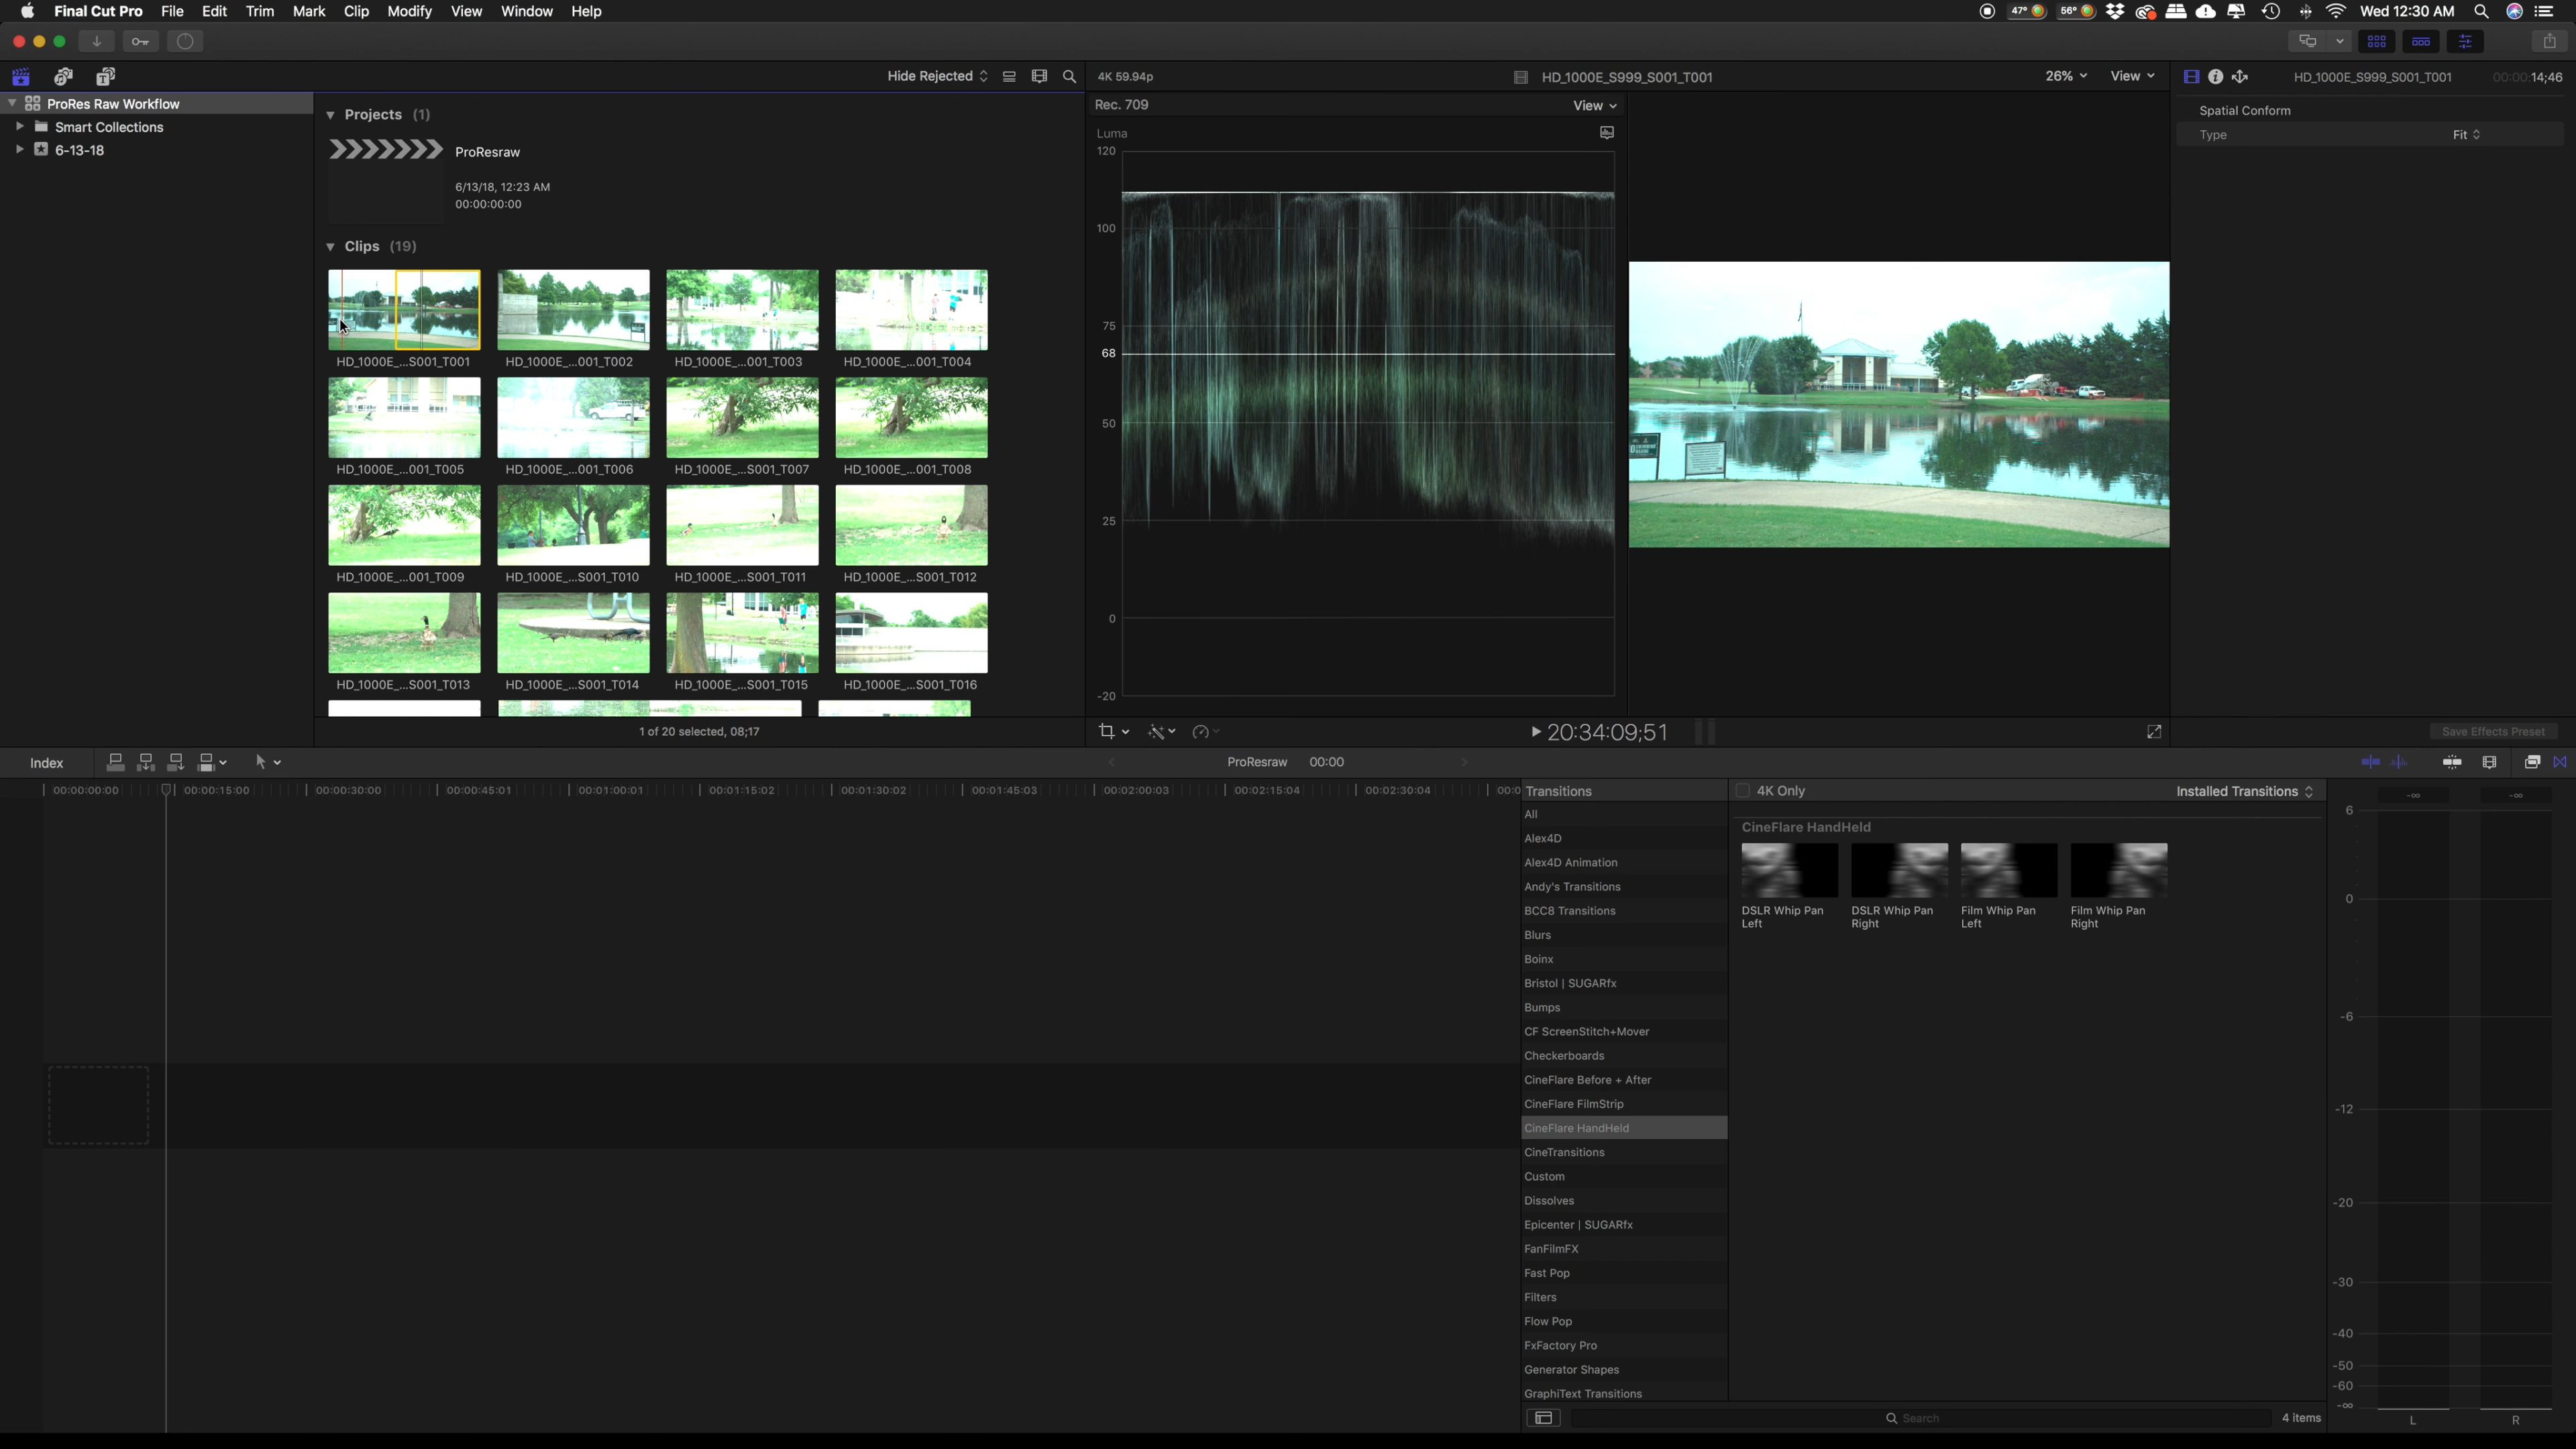 Final Cut Pro File Edit Trim Mark Clip Modify View Window Help 47° 56° Wed 12:30 AM
Hide Rejected 4K 59.94p HD_1000E_S999_S001_T001 26% View HD_1000E_S999_S001_T001 00:00:14;46
ProRes Raw Workflow
Smart Collections
6-13-18
Projects (1)
ProResraw
6/13/18, 12:23 AM
00:00:00:00
Clips (19)
HD_1000E_...S001_T001 HD_1000E_...001_T002 HD_1000E_...001_T003 HD_1000E_...001_T004
HD_1000E_...001_T005 HD_1000E_...001_T006 HD_1000E_...S001_T007 HD_1000E_...001_T008
HD_1000E_...001_T009 HD_1000E_...S001_T010 HD_1000E_...S001_T011 HD_1000E_...S001_T012
HD_1000E_...S001_T013 HD_1000E_...S001_T014 HD_1000E_...S001_T015 HD_1000E_...S001_T016
1 of 20 selected, 08;17
Rec. 709 View
Luma
120
100
75
68
50
25
0
-20
20:34:09;51
Spatial Conform
Type Fit
Save Effects Preset
Index ProResraw 00:00
00:00:00:00 00:00:15:00 00:00:30:00 00:00:45:01 00:01:00:01 00:01:15:02 00:01:30:02 00:01:45:03 00:02:00:03 00:02:15:04 00:02:30:04 00:0
Transitions
All
Alex4D
Alex4D Animation
Andy's Transitions
BCC8 Transitions
Blurs
Boinx
Bristol | SUGARfx
Bumps
CF ScreenStitch+Mover
Checkerboards
CineFlare Before + After
CineFlare FilmStrip
CineFlare HandHeld
CineTransitions
Custom
Dissolves
Epicenter | SUGARfx
FanFilmFX
Fast Pop
Filters
Flow Pop
FxFactory Pro
Generator Shapes
GraphiText Transitions
4K Only Installed Transitions
CineFlare HandHeld
DSLR Whip Pan Left
DSLR Whip Pan Right
Film Whip Pan Left
Film Whip Pan Right
Search 4 items
-∞ -∞
6
0
-6
-12
-20
-30
-40
-50
-60
-∞
L R